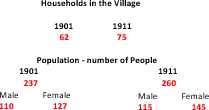 Households in the Village
1901 1911
62 75
Population - number of People
1901 1911
237 260
Male Female Male Female
110 127 115 145